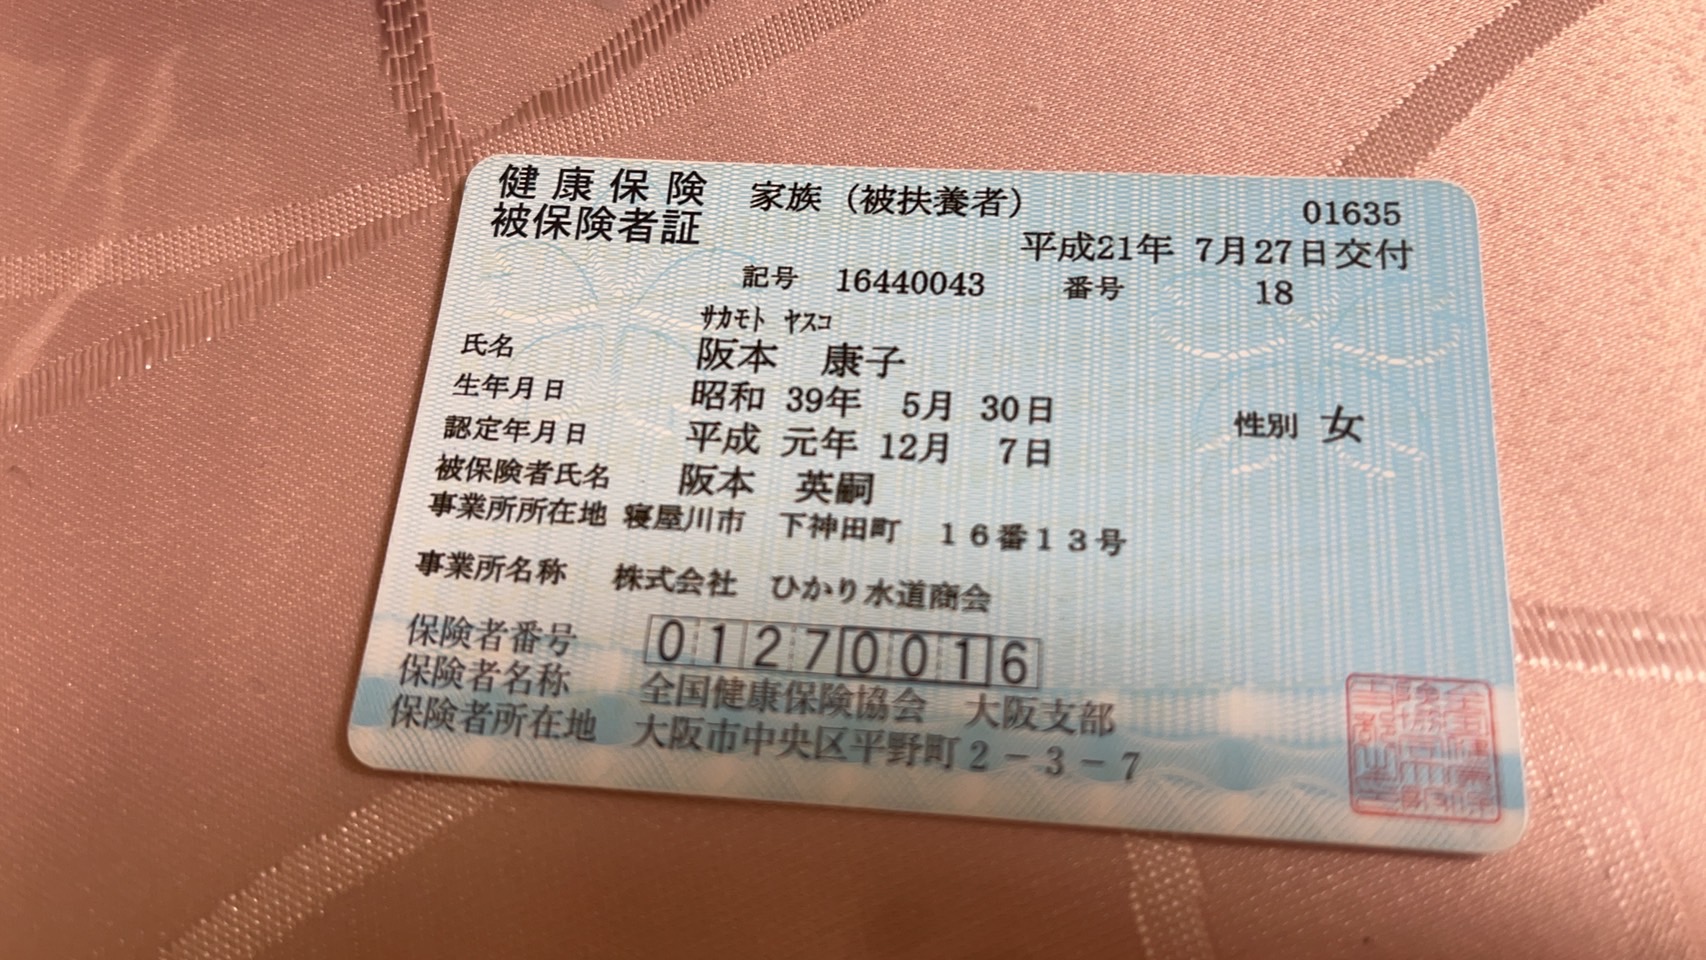 健康保険 家族（被扶養者） 01635
被保険者証 平成21年 7月27日交付
記号 16440043 番号 18
ｻｶﾓﾄ ﾔｽｺ
氏名 阪本 康子
生年月日 昭和 39年 5月 30日 性別 女
認定年月日 平成 元年 12月 7日
被保険者氏名 阪本 英嗣
事業所所在地 寝屋川市 下神田町 １６番１３号
事業所名称 株式会社 ひかり水道商会
保険者番号 01270016
保険者名称 全国健康保険協会 大阪支部
保険者所在地 大阪市中央区平野町２－３－７